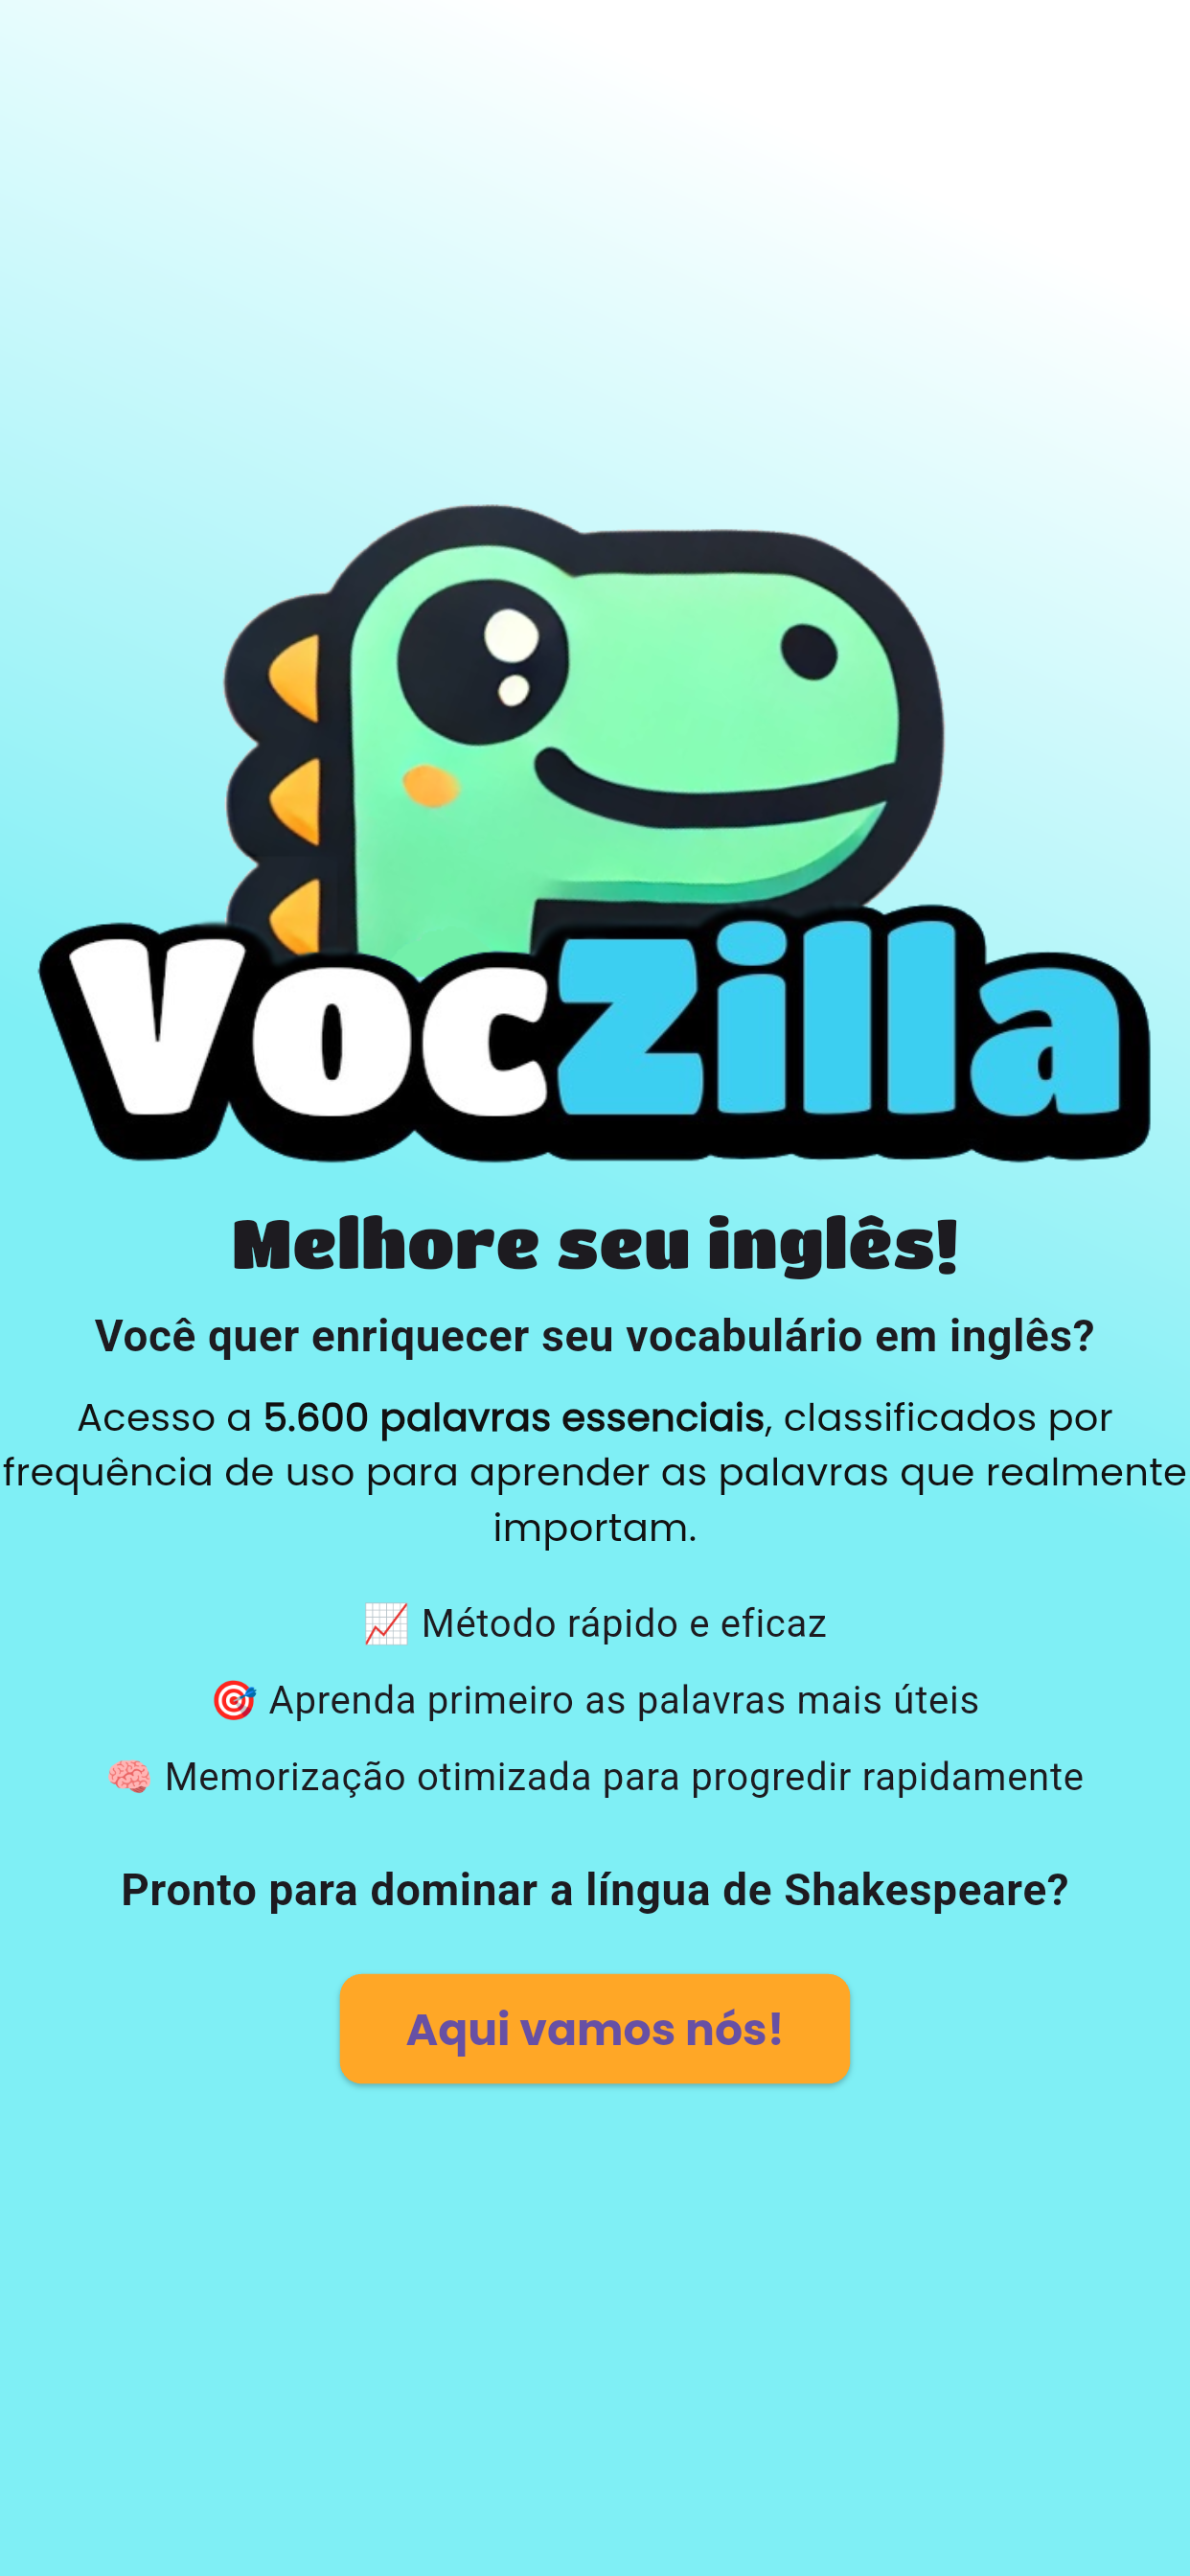 VocZilla
Melhore seu inglês!
Você quer enriquecer seu vocabulário em inglês?
Acesso a 5.600 palavras essenciais, classificados por
frequência de uso para aprender as palavras que realmente
importam.
📈 Método rápido e eficaz
🎯 Aprenda primeiro as palavras mais úteis
🧠 Memorização otimizada para progredir rapidamente
Pronto para dominar a língua de Shakespeare?
Aqui vamos nós!